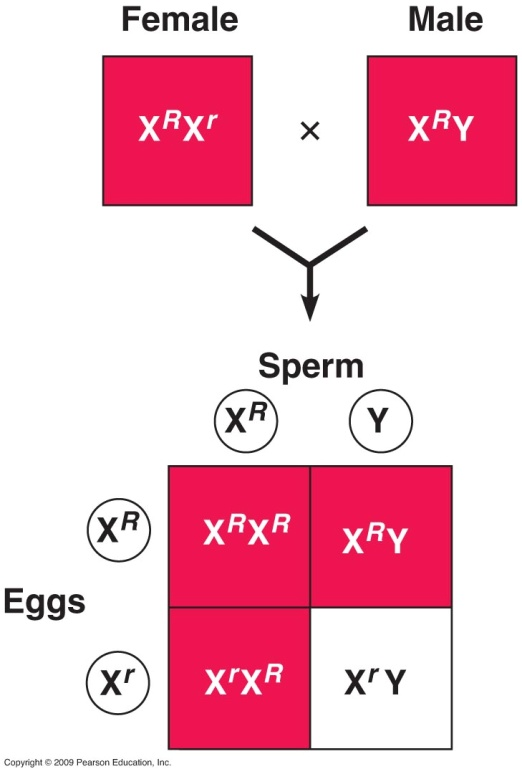 Female Male
XᴿXʳ × XᴿY
Sperm
Xᴿ Y
Xᴿ XᴿXᴿ XᴿY
Eggs
Xʳ XʳXᴿ XʳY
Copyright © 2009 Pearson Education, Inc.